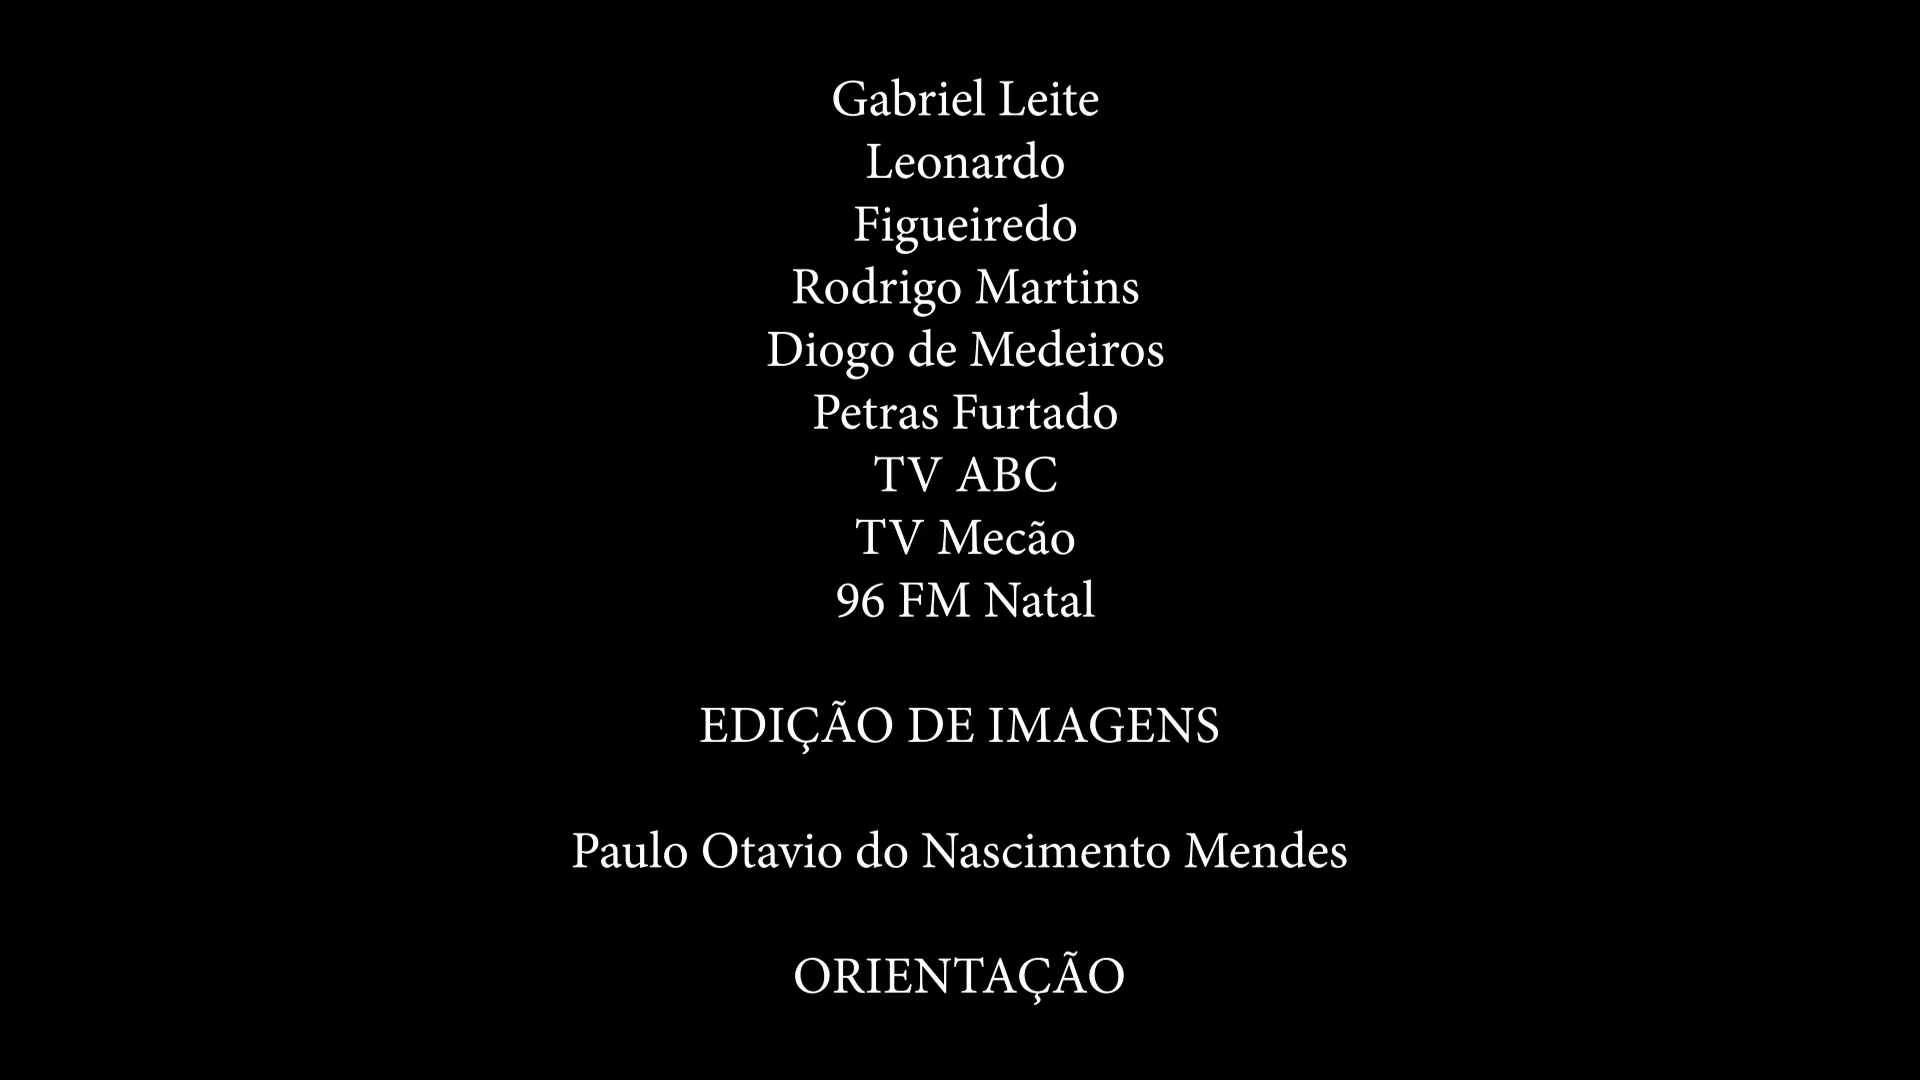 Gabriel Leite
Leonardo
Figueiredo
Rodrigo Martins
Diogo de Medeiros
Petras Furtado
TV ABC
TV Mecão
96 FM Natal
EDIÇÃO DE IMAGENS
Paulo Otavio do Nascimento Mendes
ORIENTAÇÃO